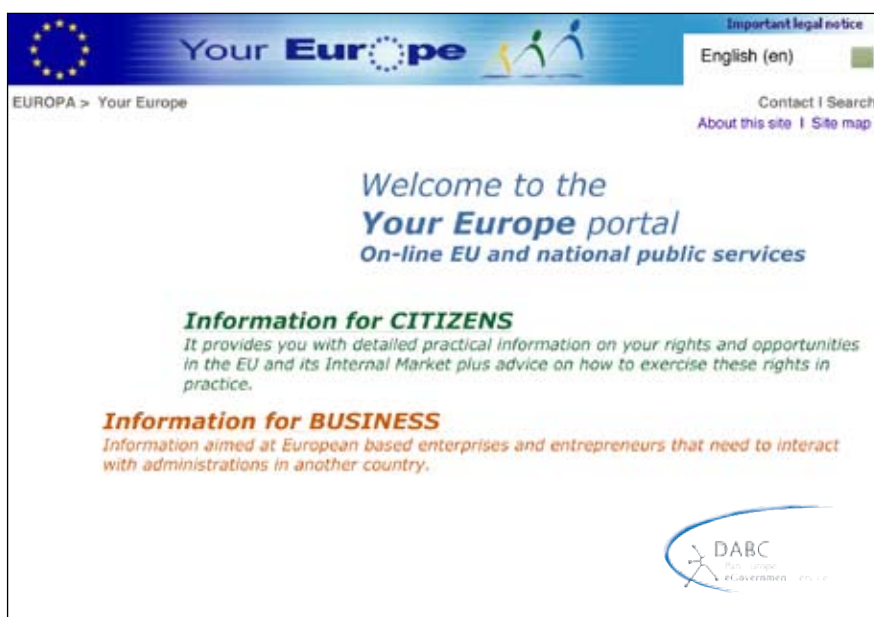 Important legal notice
Your Europe
English (en)
EUROPA > Your Europe
Contact I Search
About this site I Site map
Welcome to the
Your Europe portal
On-line EU and national public services
Information for CITIZENS
It provides you with detailed practical information on your rights and opportunities
in the EU and its Internal Market plus advice on how to exercise these rights in
practice.
Information for BUSINESS
Information aimed at European based enterprises and entrepreneurs that need to interact
with administrations in another country.
DABC